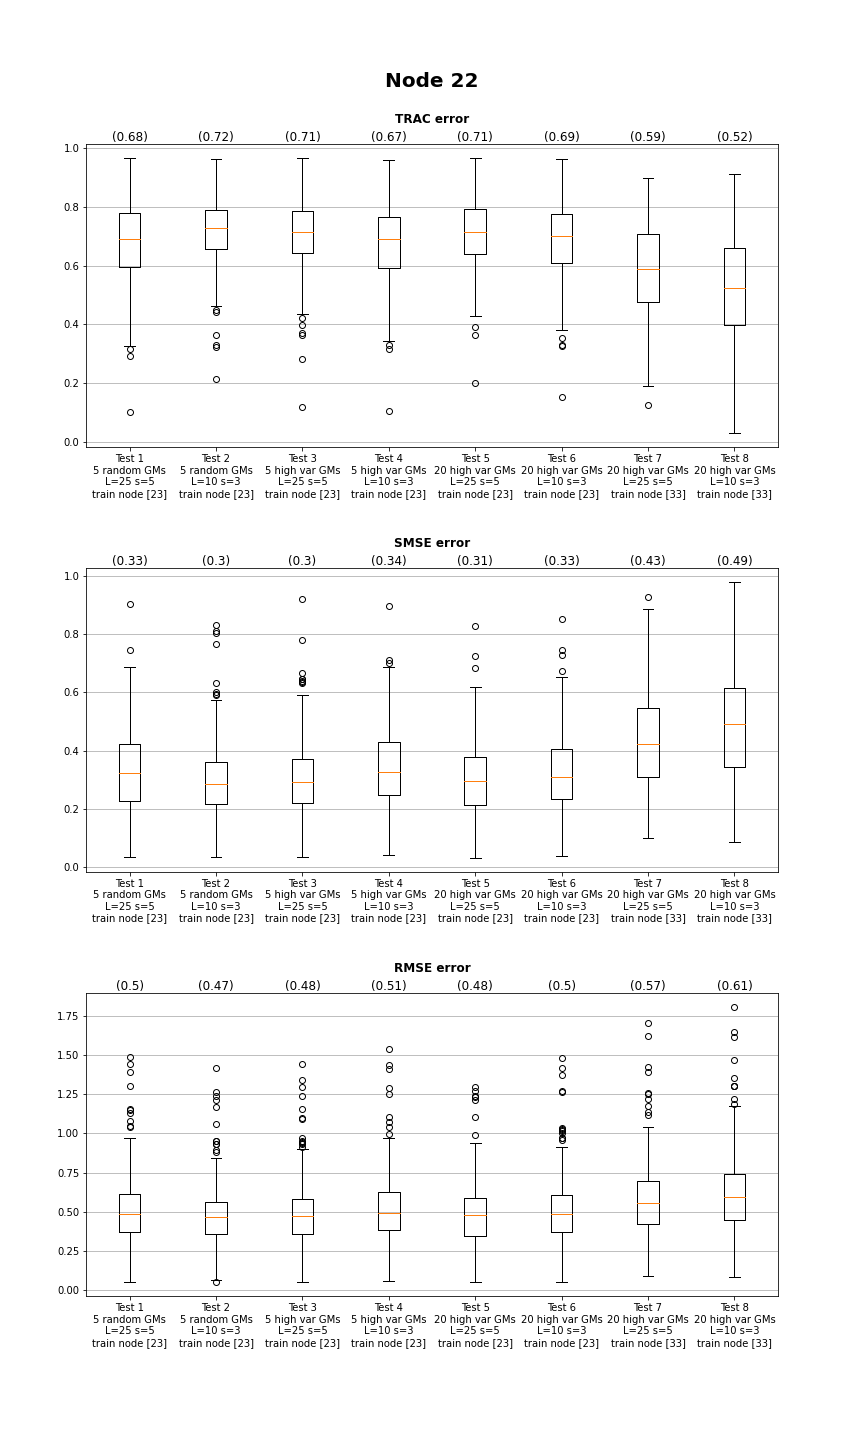 Node 22
TRAC error
(0.68) (0.72) (0.71) (0.67) (0.71) (0.69) (0.59) (0.52)
1.0
0.8
0.6
0.4
0.2
0.0
Test 1 Test 2 Test 3 Test 4 Test 5 Test 6 Test 7 Test 8
5 random GMs 5 random GMs 5 high var GMs 5 high var GMs 20 high var GMs 20 high var GMs 20 high var GMs 20 high var GMs
L=25 s=5 L=10 s=3 L=25 s=5 L=10 s=3 L=25 s=5 L=10 s=3 L=25 s=5 L=10 s=3
train node [23] train node [23] train node [23] train node [23] train node [23] train node [23] train node [33] train node [33]
SMSE error
(0.33) (0.3) (0.3) (0.34) (0.31) (0.33) (0.43) (0.49)
1.0
0.8
0.6
0.4
0.2
0.0
Test 1 Test 2 Test 3 Test 4 Test 5 Test 6 Test 7 Test 8
5 random GMs 5 random GMs 5 high var GMs 5 high var GMs 20 high var GMs 20 high var GMs 20 high var GMs 20 high var GMs
L=25 s=5 L=10 s=3 L=25 s=5 L=10 s=3 L=25 s=5 L=10 s=3 L=25 s=5 L=10 s=3
train node [23] train node [23] train node [23] train node [23] train node [23] train node [23] train node [33] train node [33]
RMSE error
(0.5) (0.47) (0.48) (0.51) (0.48) (0.5) (0.57) (0.61)
1.75
1.50
1.25
1.00
0.75
0.50
0.25
0.00
Test 1 Test 2 Test 3 Test 4 Test 5 Test 6 Test 7 Test 8
5 random GMs 5 random GMs 5 high var GMs 5 high var GMs 20 high var GMs 20 high var GMs 20 high var GMs 20 high var GMs
L=25 s=5 L=10 s=3 L=25 s=5 L=10 s=3 L=25 s=5 L=10 s=3 L=25 s=5 L=10 s=3
train node [23] train node [23] train node [23] train node [23] train node [23] train node [23] train node [33] train node [33]